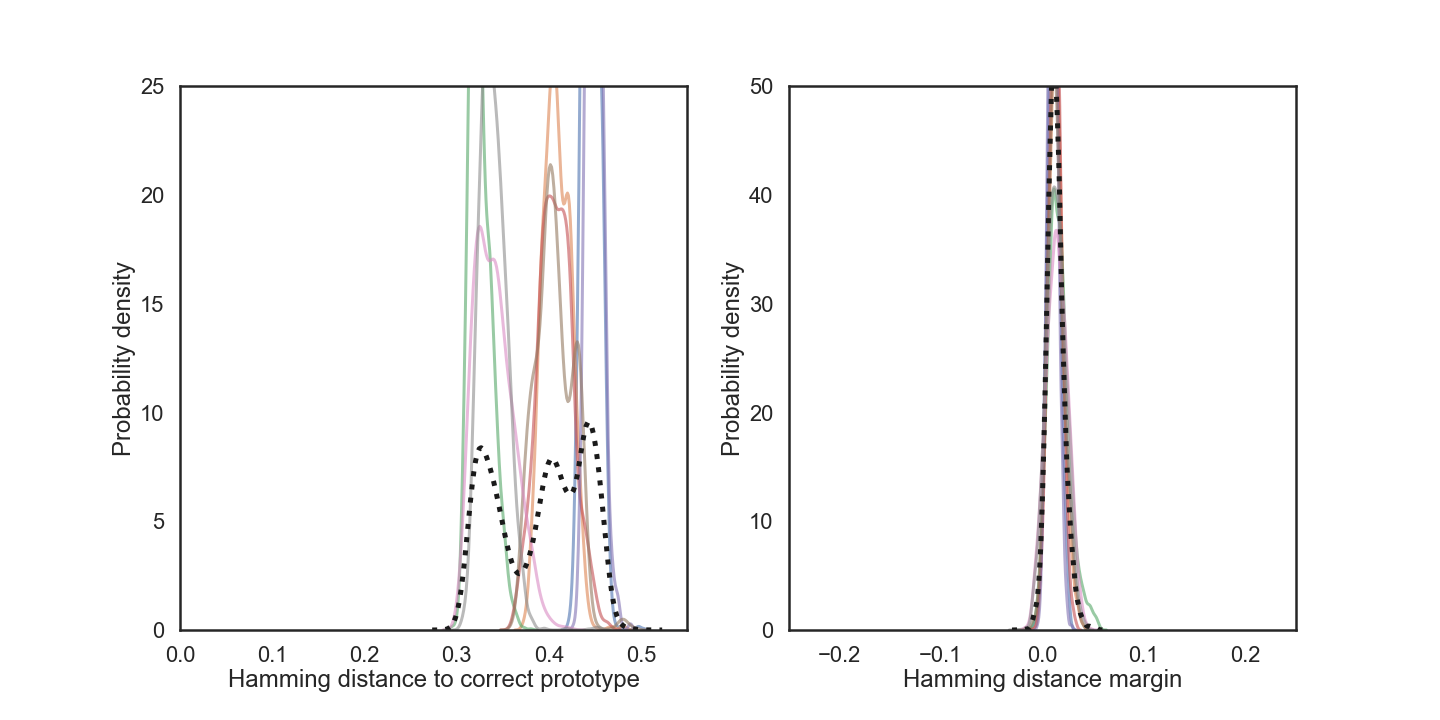 25
20
15
10
5
0
Probability density
0.0 0.1 0.2 0.3 0.4 0.5
Hamming distance to correct prototype
50
40
30
20
10
0
Probability density
−0.2 −0.1 0.0 0.1 0.2
Hamming distance margin